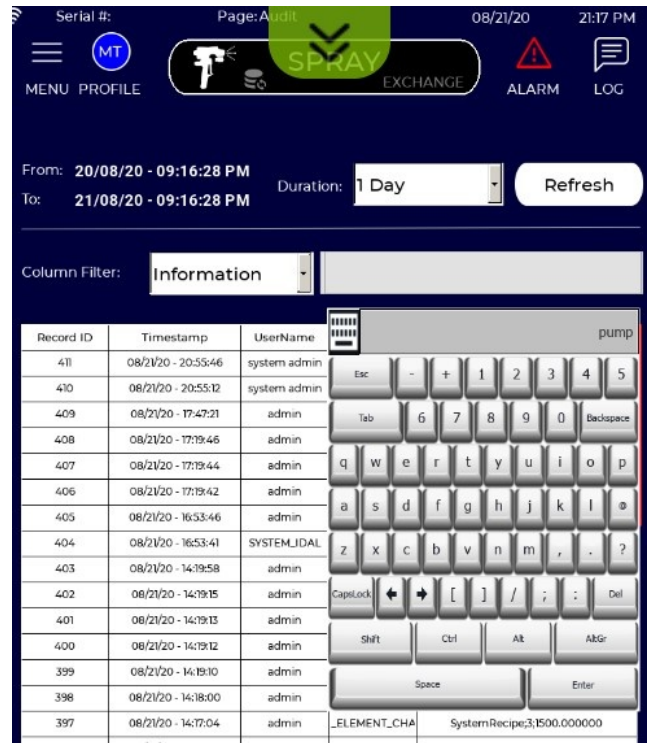 Serial #: Page: Audit 08/21/20 21:17 PM
MT
SPRAY
EXCHANGE
MENU PROFILE ALARM LOG
From: 20/08/20 - 09:16:28 PM
To: 21/08/20 - 09:16:28 PM
Duration: 1 Day Refresh
Column Filter: Information
pump
Record ID Timestamp UserName
411 08/21/20 - 20:55:46 system admin
410 08/21/20 - 20:55:12 system admin
409 08/21/20 - 17:47:21 admin
408 08/21/20 - 17:19:46 admin
407 08/21/20 - 17:19:44 admin
406 08/21/20 - 17:19:42 admin
405 08/21/20 - 16:53:46 admin
404 08/21/20 - 16:53:41 SYSTEM_IDAL
403 08/21/20 - 14:19:58 admin
402 08/21/20 - 14:19:15 admin
401 08/21/20 - 14:19:13 admin
400 08/21/20 - 14:19:12 admin
399 08/21/20 - 14:19:10 admin
398 08/21/20 - 14:18:00 admin
397 08/21/20 - 14:17:04 admin _ELEMENT_CHA SystemRecipe;3;1500.000000
Esc - + 1 2 3 4 5
Tab 6 7 8 9 0 Backspace
q w e r t y u i o p
a s d f g h j k l @
z x c b v n m , . ?
CapsLock [ ] / ; : Del
Shift Ctrl Alt AltGr
Space Enter